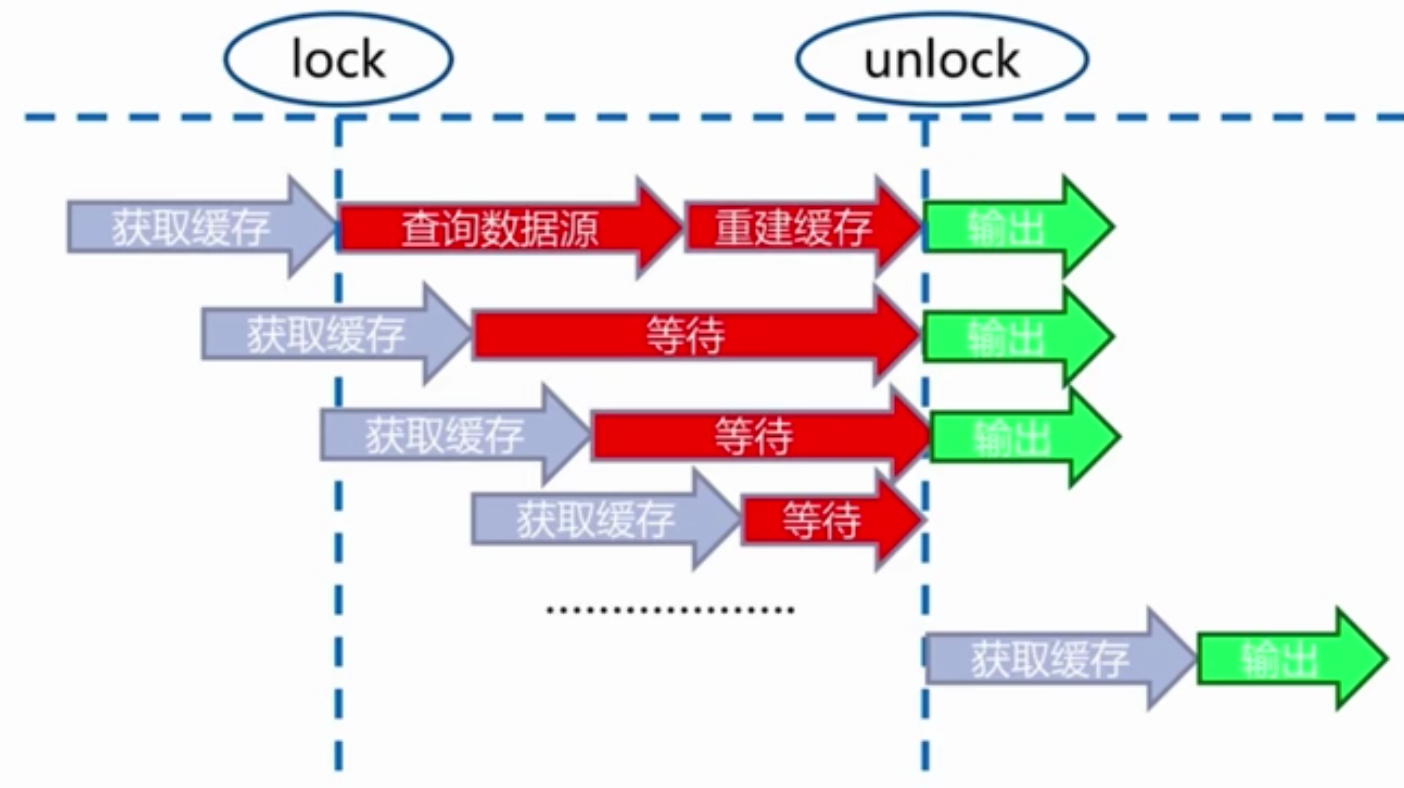 lock
unlock
获取缓存
查询数据源
重建缓存
输出
获取缓存
等待
输出
获取缓存
等待
输出
获取缓存
等待
..................
获取缓存
输出